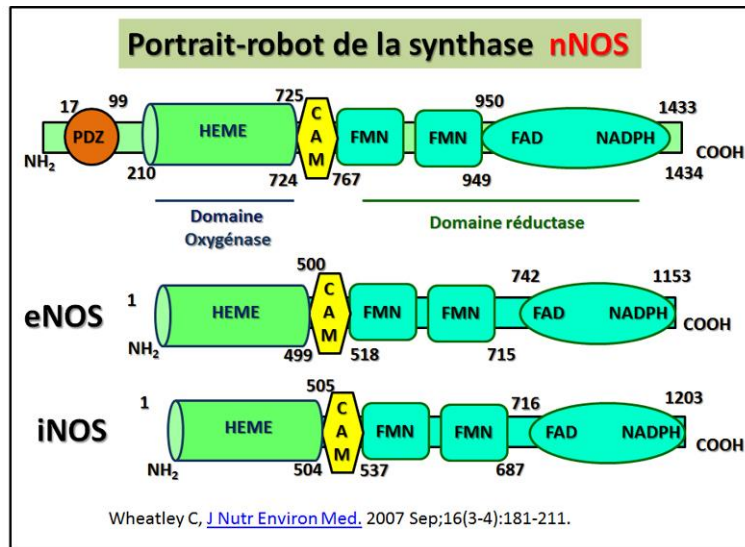 Portrait-robot de la synthase nNOS
17 99 725 950 1433
PDZ HEME CAM FMN FMN FAD NADPH
NH2 COOH
210 724 767 949 1434
Domaine Oxygénase
Domaine réductase
500 742 1153
eNOS 1 HEME CAM FMN FMN FAD NADPH
NH2 499 518 715 COOH
505 716 1203
iNOS 1 HEME CAM FMN FMN FAD NADPH
NH2 504 537 687 COOH
Wheatley C, J Nutr Environ Med. 2007 Sep;16(3-4):181-211.